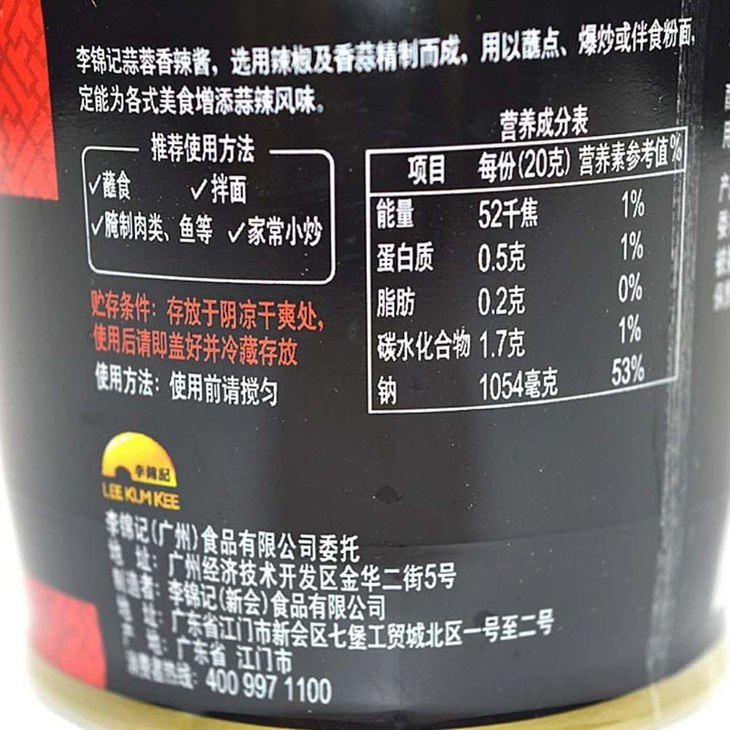 李锦记蒜蓉香辣酱，选用辣椒及香蒜精制而成，用以蘸点、爆炒或伴食粉面，
定能为各式美食增添蒜辣风味。
推荐使用方法
✓蘸食 ✓拌面
✓腌制肉类、鱼等 ✓家常小炒
贮存条件：存放于阴凉干爽处，
使用后请即盖好并冷藏存放
使用方法：使用前请搅匀
营养成分表
项目 每份(20克) 营养素参考值%
能量 52千焦 1%
蛋白质 0.5克 1%
脂肪 0.2克 0%
碳水化合物 1.7克 1%
钠 1054毫克 53%
李錦記
LEE KUM KEE
李锦记(广州)食品有限公司委托
地 址：广州经济技术开发区金华二街5号
制造者：李锦记(新会)食品有限公司
地 址：广东省江门市新会区七堡工贸城北区一号至二号
产 地：广东省 江门市
消费者热线：400 997 1100